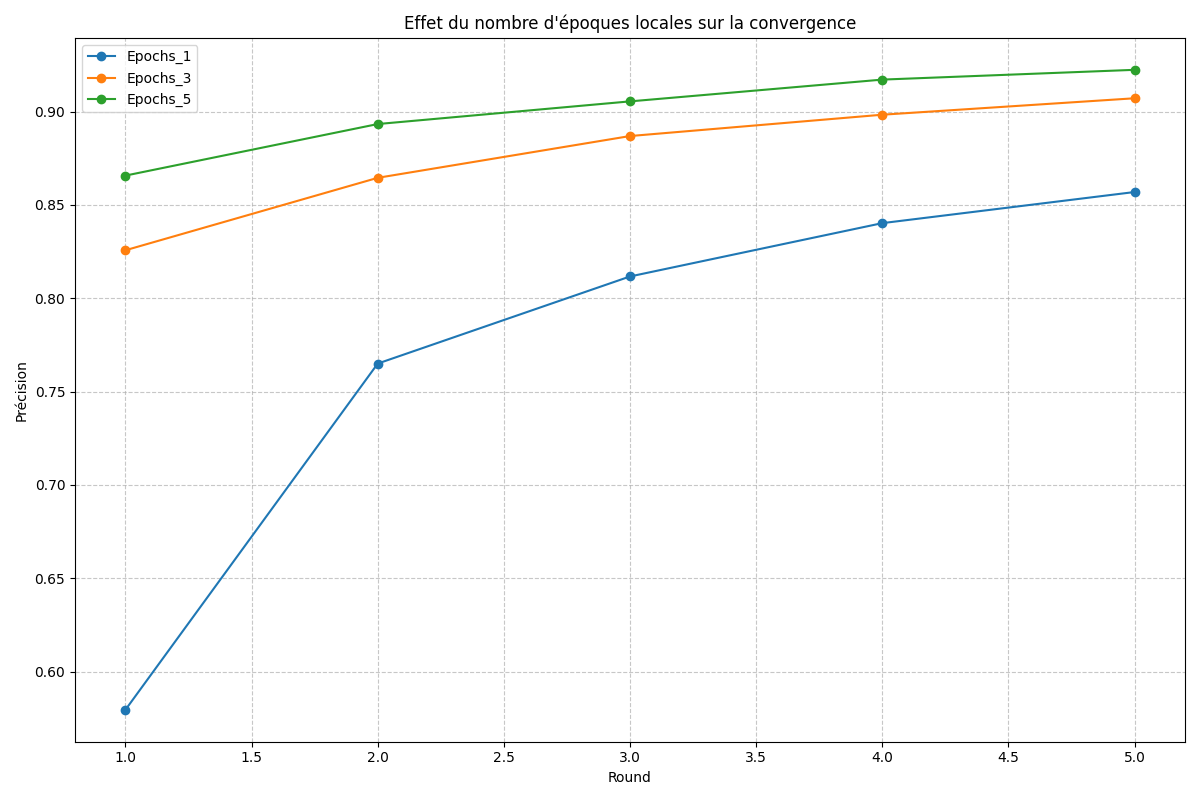 Effet du nombre d'époques locales sur la convergence
Epochs_1
Epochs_3
Epochs_5
Précision
0.90
0.85
0.80
0.75
0.70
0.65
0.60
1.0 1.5 2.0 2.5 3.0 3.5 4.0 4.5 5.0
Round